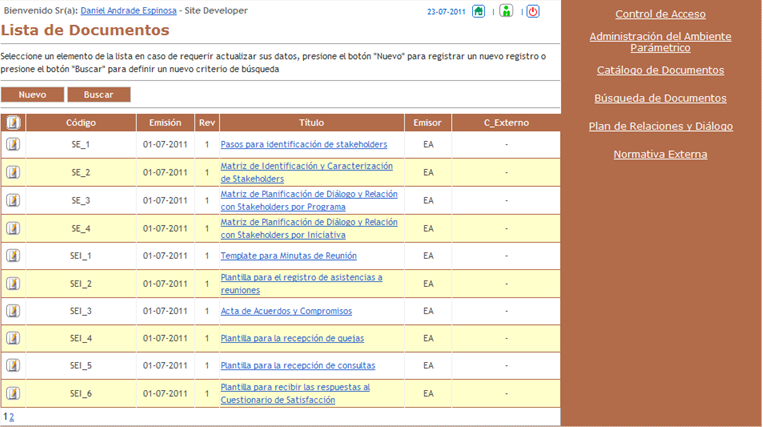 Bienvenido Sr(a): Daniel Andrade Espinosa - Site Developer
23-07-2011 | |
Lista de Documentos
Seleccione un elemento de la lista en caso de requerir actualizar sus datos, presione el botón "Nuevo" para registrar un nuevo registro o
presione el botón "Buscar" para definir un nuevo criterio de búsqueda
Nuevo Buscar
Código Emisión Rev Título Emisor C_Externo
SE_1 01-07-2011 1 Pasos para identificación de stakeholders EA -
SE_2 01-07-2011 1 Matriz de Identificación y Caracterización
de Stakeholders EA -
SE_3 01-07-2011 1 Matriz de Planificación de Diálogo y Relación
con Stakeholders por Programa EA -
SE_4 01-07-2011 1 Matriz de Planificación de Diálogo y Relación
con Stakeholders por Iniciativa EA -
SEI_1 01-07-2011 1 Template para Minutas de Reunión EA -
SEI_2 01-07-2011 1 Plantilla para el registro de asistencias a
reuniones EA -
SEI_3 01-07-2011 1 Acta de Acuerdos y Compromisos EA -
SEI_4 01-07-2011 1 Plantilla para la recepción de quejas EA -
SEI_5 01-07-2011 1 Plantilla para la recepción de consultas EA -
SEI_6 01-07-2011 1 Plantilla para recibir las respuestas al
Cuestionario de Satisfacción EA -
1 2
Control de Acceso
Administración del Ambiente
Parámetrico
Catálogo de Documentos
Búsqueda de Documentos
Plan de Relaciones y Diálogo
Normativa Externa